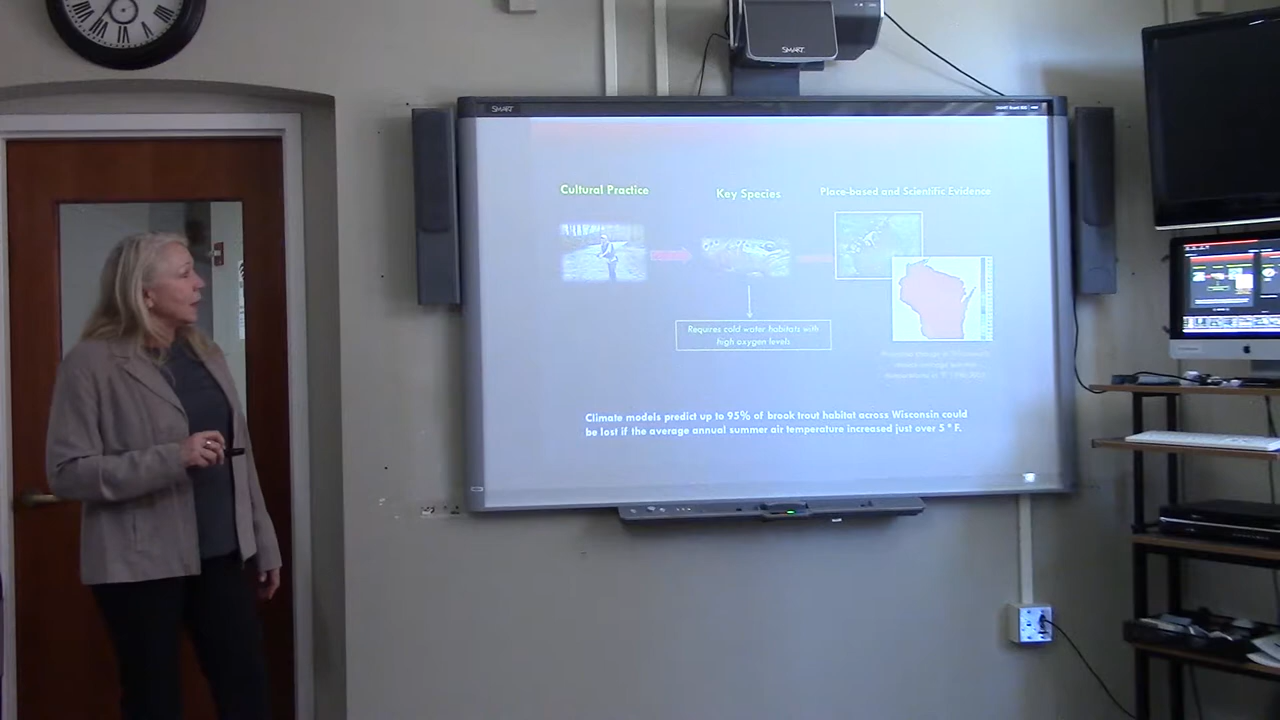 SMART
SMART
Cultural Practice
Key Species
Place-based and Scientific Evidence
Requires cold water habitats with
high oxygen levels.
Climate models predict up to 95% of brook trout habitat across Wisconsin could
be lost if the average annual summer air temperature increased just over 5 ° F.